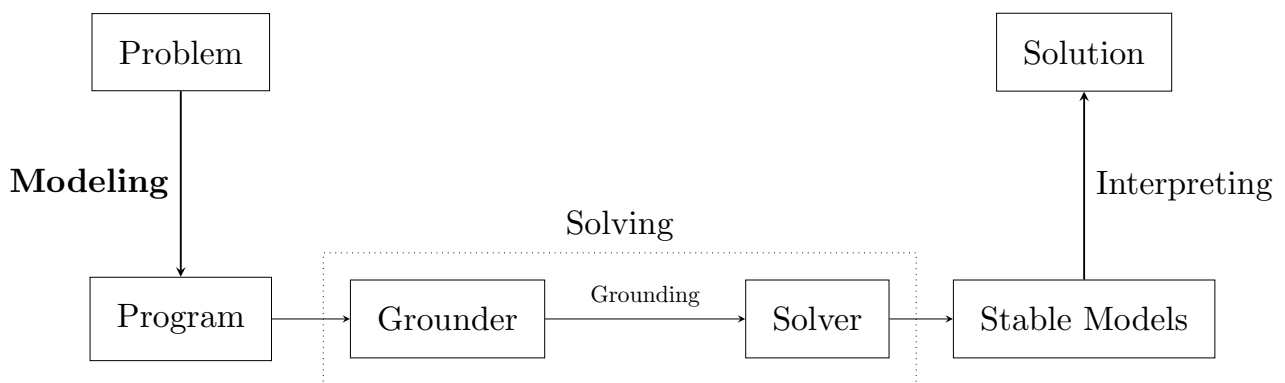 Problem
Solution
Modeling
Interpreting
Solving
Grounding
Program
Grounder
Solver
Stable Models